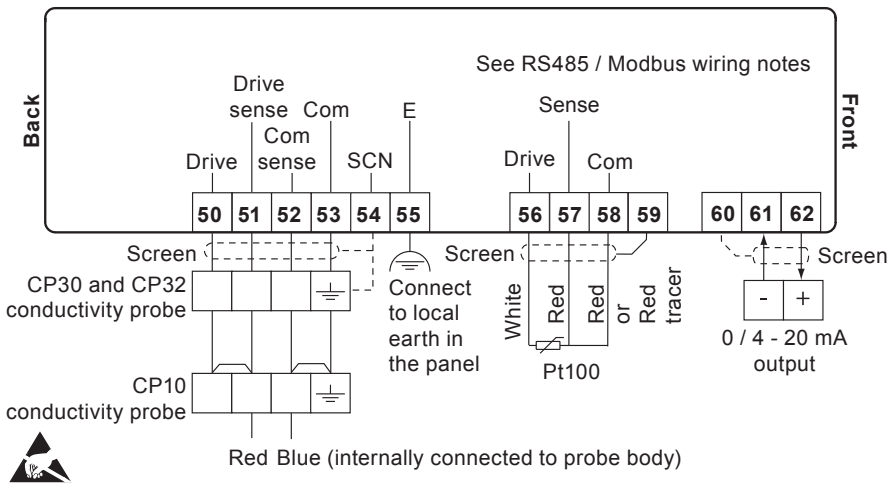 See RS485 / Modbus wiring notes
Back
Front
Drive
Drive
sense
Com
sense
Com
SCN
E
Drive
Sense
Com
50 51 52 53 54 55
56 57 58 59
60 61 62
Screen
Screen
Screen
CP30 and CP32
conductivity probe
Connect
to local
earth in
the panel
White
Red
Red
or
Red
tracer
Pt100
- +
0 / 4 - 20 mA
output
CP10
conductivity probe
Red Blue (internally connected to probe body)